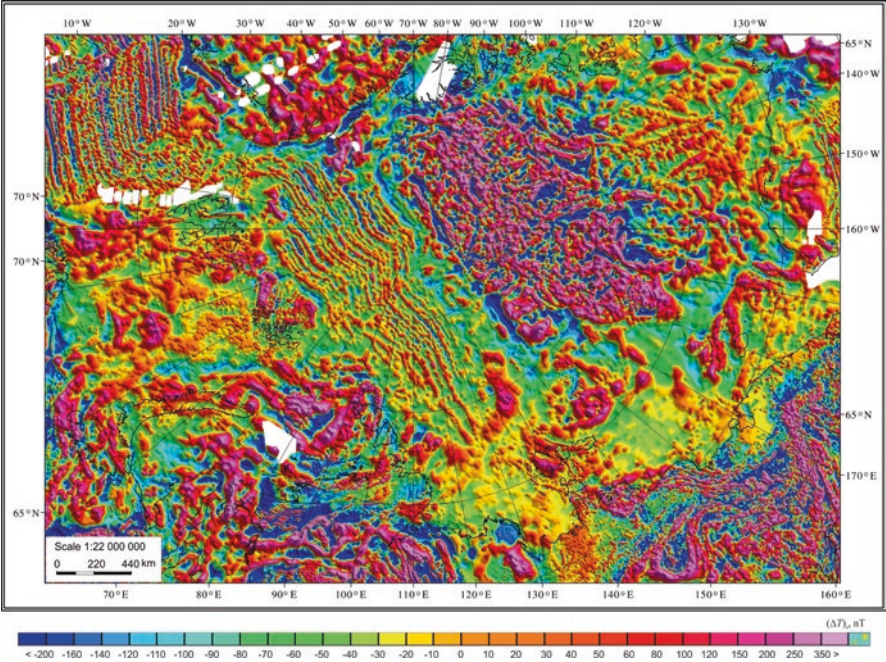 10°W 20°W 30°W 40°W 50°W 60°W 70°W 80°W 90°W 100°W 110°W 120°W 130°W
65°N
140°W
150°W
70°N
160°W
70°N
65°N
170°E
65°N
Scale 1:22 000 000
0 220 440 km
70°E 80°E 90°E 100°E 110°E 120°E 130°E 140°E 150°E 160°E
(ΔT)ₐ, nT
< -200 -160 -140 -120 -110 -100 -90 -80 -70 -60 -50 -40 -30 -20 -10 0 10 20 30 40 50 60 80 100 120 150 200 250 350 >